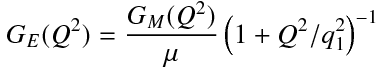 G_E(Q^2) = \frac{G_M(Q^2)}{\mu} \left(1 + Q^2/q_1^2\right)^{-1}